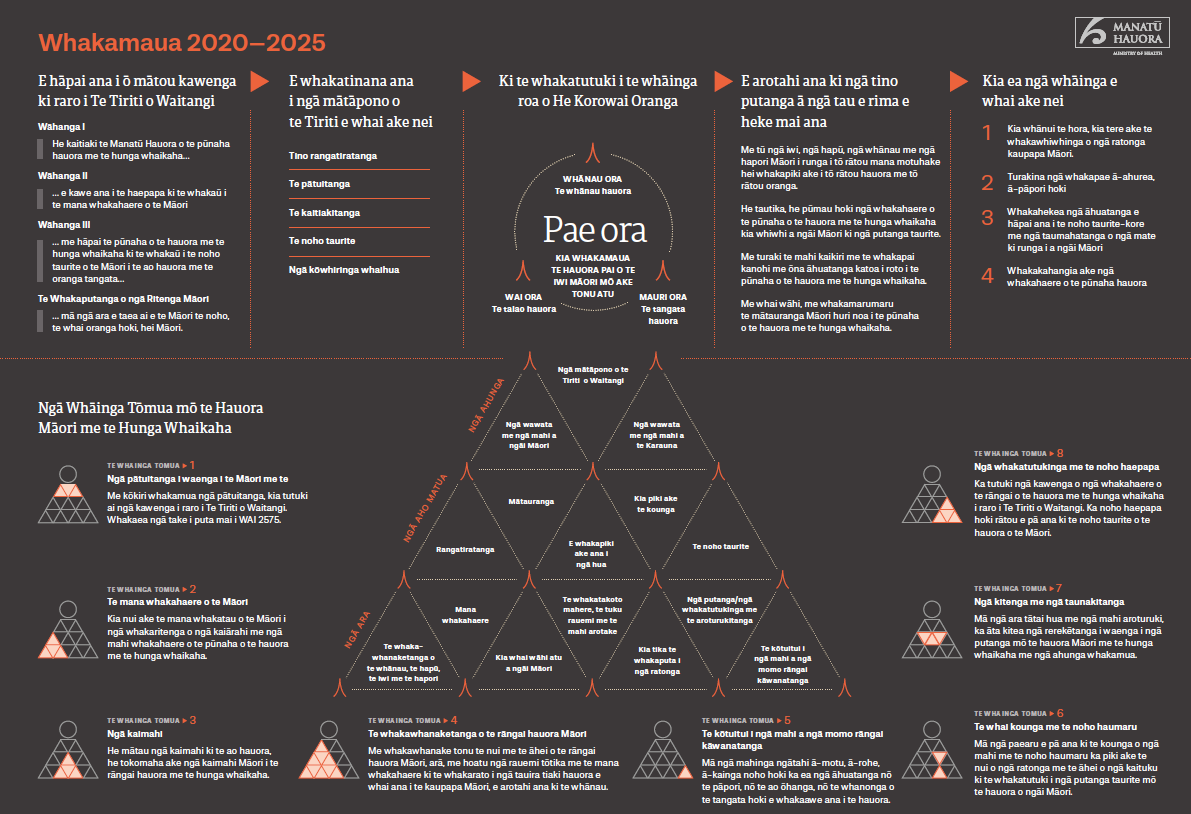 Whakamaua 2020–2025
MANATŪ
HAUORA
MINISTRY OF HEALTH
E hāpai ana i ō mātou kawenga
ki raro i Te Tiriti o Waitangi
Wāhanga I
He kaitiaki te Manatū Hauora o te pūnaha
hauora me te hunga whaikaha...
Wāhanga II
... e kawe ana i te haepapa ki te whakaū i
te mana whakahaere o te Māori
Wāhanga III
... me hāpai te pūnaha o te hauora me te
hunga whaikaha ki te whakaū i te noho
taurite o te Māori i te ao hauora me te
oranga tangata...
Te Whakaputanga o ngā Ritenga Māori
... mā ngā ara e taea ai e te Māori te noho,
te whai oranga hoki, hei Māori.
E whakatinana ana
i ngā mātāpono o
te Tiriti e whai ake nei
Tino rangatiratanga
Te pātuitanga
Te kaitiakitanga
Te noho taurite
Ngā kōwhiringa whaihua
Ki te whakatutuki i te whāinga
roa o He Korowai Oranga
WHĀNAU ORA
Te whānau hauora
Pae ora
KIA WHAKAMAUA
TE HAUORA PAI O TE
IWI MĀORI MŌ AKE
TONU ATU
WAI ORA
Te taiao hauora
MAURI ORA
Te tangata
hauora
E arotahi ana ki ngā tino
putanga ā ngā tau e rima e
heke mai ana
Me tū ngā iwi, ngā hapū, ngā whānau me ngā
hapori Māori i runga i tō rātou mana motuhake
hei whakapiki ake i tō rātou hauora me tō
rātou oranga.
He tautika, he pūmau hoki ngā whakahaere o
te pūnaha o te hauora me te hunga whaikaha
kia whiwhi a ngāi Māori ki ngā putanga taurite.
Me turaki te mahi kaikiri me te whakapai
kanohi me ōna āhuatanga katoa i roto i te
pūnaha o te hauora me te hunga whaikaha.
Me whai wāhi, me whakamarumaru
te mātauranga Māori huri noa i te pūnaha
o te hauora me te hunga whaikaha.
Kia ea ngā whāinga e
whai ake nei
1 Kia whānui te hora, kia tere ake te
whakawhiwhinga o ngā ratonga
kaupapa Māori.
2 Turakina ngā whakapae ā-ahurea,
ā-pāpori hoki
3 Whakahekea ngā āhuatanga e
hāpai ana i te noho taurite-kore
me ngā taumahatanga o ngā mate
ki runga i a ngāi Māori
4 Whakakahangia ake ngā
whakahaere o te pūnaha hauora
Ngā Whāinga Tōmua mō te Hauora
Māori me te Hunga Whaikaha
TE WHAINGA TOMUA 1
Ngā pātuitanga i waenga i te Māori me te
Me kōkiri whakamua ngā pātuitanga, kia tutuki
ai ngā kawenga i raro i Te Tiriti o Waitangi.
Whakaea ngā take i puta mai i WAI 2575.
TE WHAINGA TOMUA 2
Te mana whakahaere o te Māori
Kia nui ake te mana whakatau o te Māori i
ngā whakaritenga o ngā kaiārahi me ngā
mahi whakahaere o te pūnaha o te hauora
me te hunga whaikaha.
TE WHAINGA TOMUA 3
Ngā kaimahi
He mātau ngā kaimahi ki te ao hauora,
he tokomaha ake ngā kaimahi Māori i te
rāngai hauora me te hunga whaikaha.
NGĀ AHUNGA
NGĀ AHO MATUA
NGĀ ARA
Ngā mātāpono o te
Tiriti o Waitangi
Ngā wawata
me ngā mahi a
ngāi Māori
Ngā wawata
me ngā mahi a
te Karauna
Mātauranga
Kia piki ake
te kounga
Rangatiratanga
E whakapiki
ake ana i
ngā hua
Te noho taurite
Mana
whakahaere
Te whakatakoto
mahere, te tuku
rauemi me te
mahi arotake
Ngā putanga/ngā
whakatutukinga me
te aroturukitanga
Te whaka-
whanaketanga o
te whānau, te hapū,
te iwi me te hapori
Kia whai wāhi atu
a ngāi Māori
Kia tika te
whakaputa i
ngā ratonga
Te kōtuitui i
ngā mahi a ngā
momo rāngai
kāwanatanga
TE WHAINGA TOMUA 4
Te whakawhanaketanga o te rāngai hauora Māori
Me whakawhanake tonu te nui me te āhei o te rāngai
hauora Māori, arā, me hoatu ngā rauemi tōtika me te mana
whakahaere ki te whakarato i ngā tauira tiaki hauora e
whai ana i te kaupapa Māori, e arotahi ana ki te whānau.
TE WHAINGA TOMUA 5
Te kōtuitui i ngā mahi a ngā momo rāngai
kāwanatanga
Mā ngā mahinga ngātahi ā-motu, ā-rohe,
ā-kainga noho hoki ka ea ngā āhuatanga nō
te pāpori, nō te ao ōhanga, nō te whanonga o
te tangata hoki e whakaawe ana i te hauora.
TE WHAINGA TOMUA 8
Ngā whakatutukinga me te noho haepapa
Ka tutuki ngā kawenga o ngā whakahaere o
te rāngai o te hauora me te hunga whaikaha
i raro i Te Tiriti o Waitangi. Ka noho haepapa
hoki rātou e pā ana ki te noho taurite o te
hauora o te Māori.
TE WHAINGA TOMUA 7
Ngā kitenga me ngā taunakitanga
Mā ngā ara tātai hua me ngā mahi aroturuki,
ka āta kitea ngā rerekētanga i waenga i ngā
putanga mō te hauora Māori me te hunga
whaikaha me ngā ahunga whakamua.
TE WHAINGA TOMUA 6
Te whai kounga me te noho haumaru
Mā ngā paearu e pā ana ki te kounga o ngā
mahi me te noho haumaru ka piki ake te
nui o ngā ratonga me te āhei o ngā kaituku
ki te whakatutuki i ngā putanga taurite mō
te hauora o ngāi Māori.